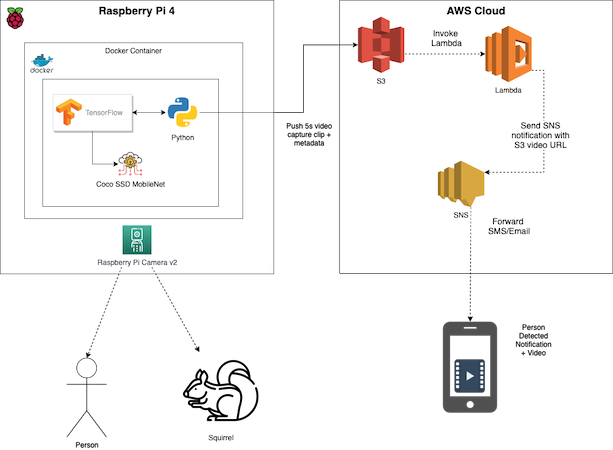 Raspberry Pi 4
Docker Container
docker
TensorFlow
Python
Coco SSD MobileNet
Raspberry Pi Camera v2
Person
Squirrel
Push 5s video
capture clip +
metadata
AWS Cloud
S3
Invoke
Lambda
Lambda
Send SNS
notification with
S3 video URL
SNS
Forward
SMS/Email
Person
Detected
Notification
+ Video